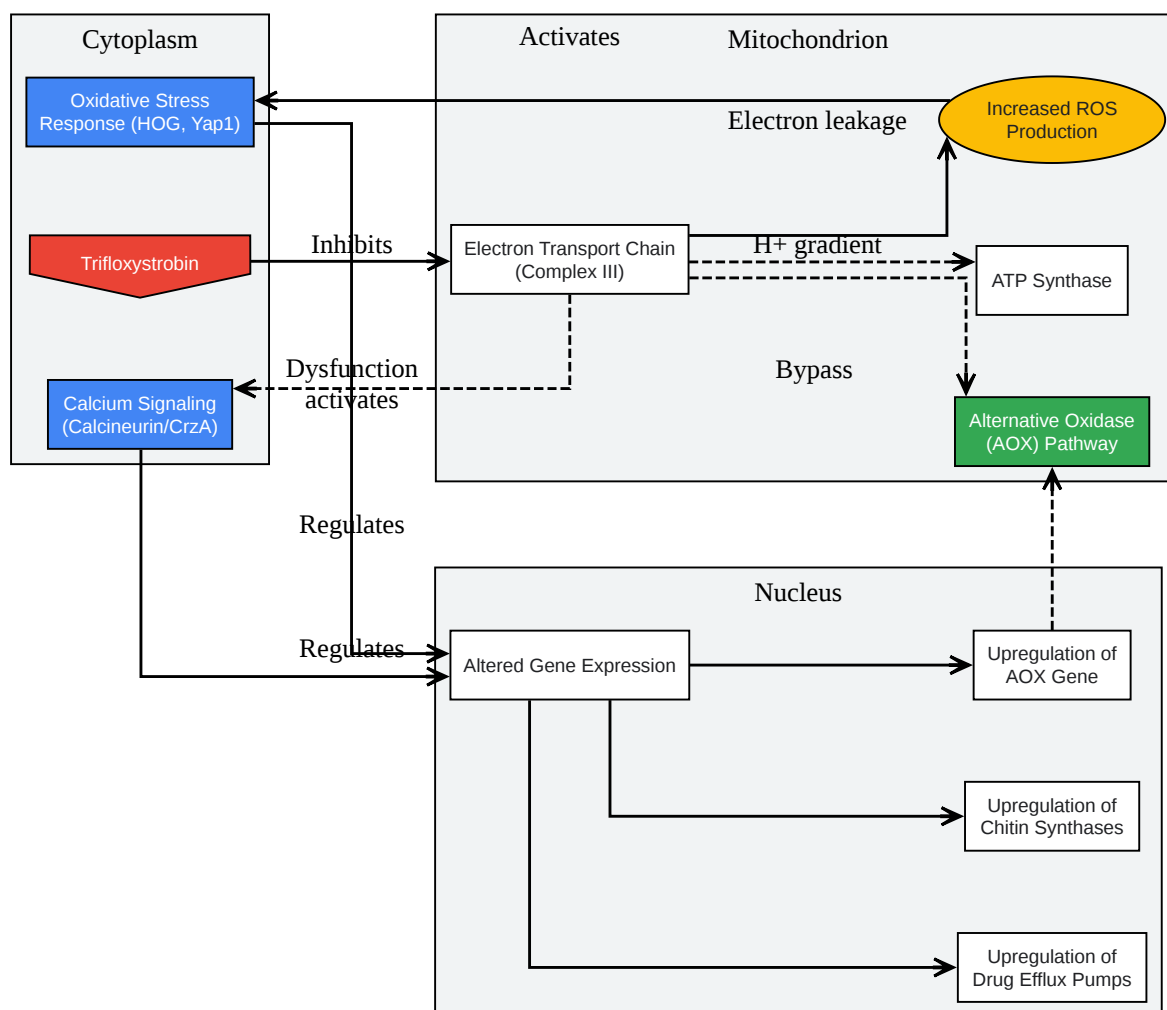 Cytoplasm
Activates
Mitochondrion
Oxidative Stress
Response (HOG, Yap1)
Increased ROS
Production
Electron leakage
Trifloxystrobin
Inhibits
Electron Transport Chain
(Complex III)
H+ gradient
ATP Synthase
Dysfunction
activates
Bypass
Calcium Signaling
(Calcineurin/CrzA)
Alternative Oxidase
(AOX) Pathway
Regulates
Nucleus
Regulates
Altered Gene Expression
Upregulation of
AOX Gene
Upregulation of
Chitin Synthases
Upregulation of
Drug Efflux Pumps